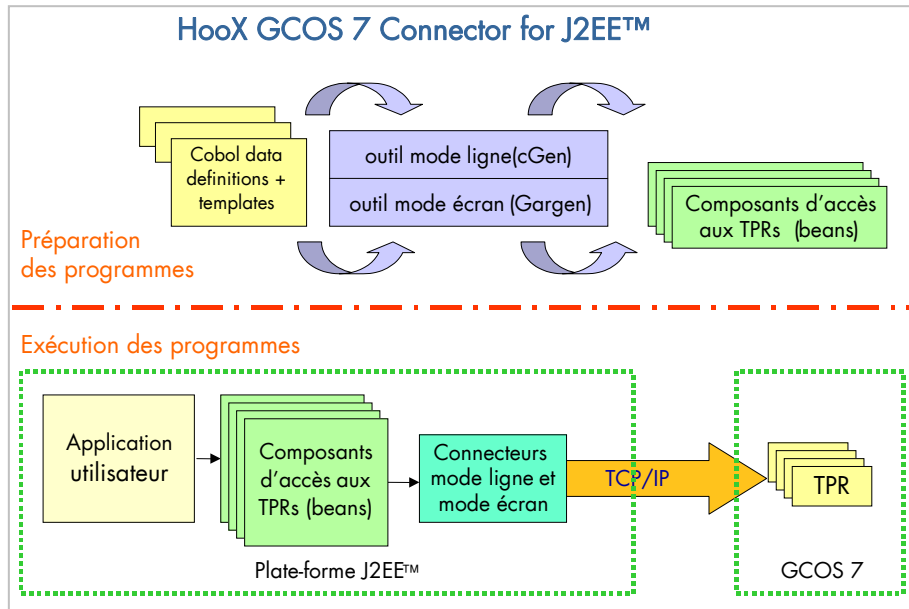 HooX GCOS 7 Connector for J2EE™
Cobol data
definitions +
templates
outil mode ligne(cGen)
outil mode écran (Gargen)
Composants d'accès
aux TPRs (beans)
Préparation
des programmes
Exécution des programmes
Application
utilisateur
Composants
d'accès aux
TPRs (beans)
Connecteurs
mode ligne et
mode écran
TCP/IP
TPR
Plate-forme J2EE™
GCOS 7